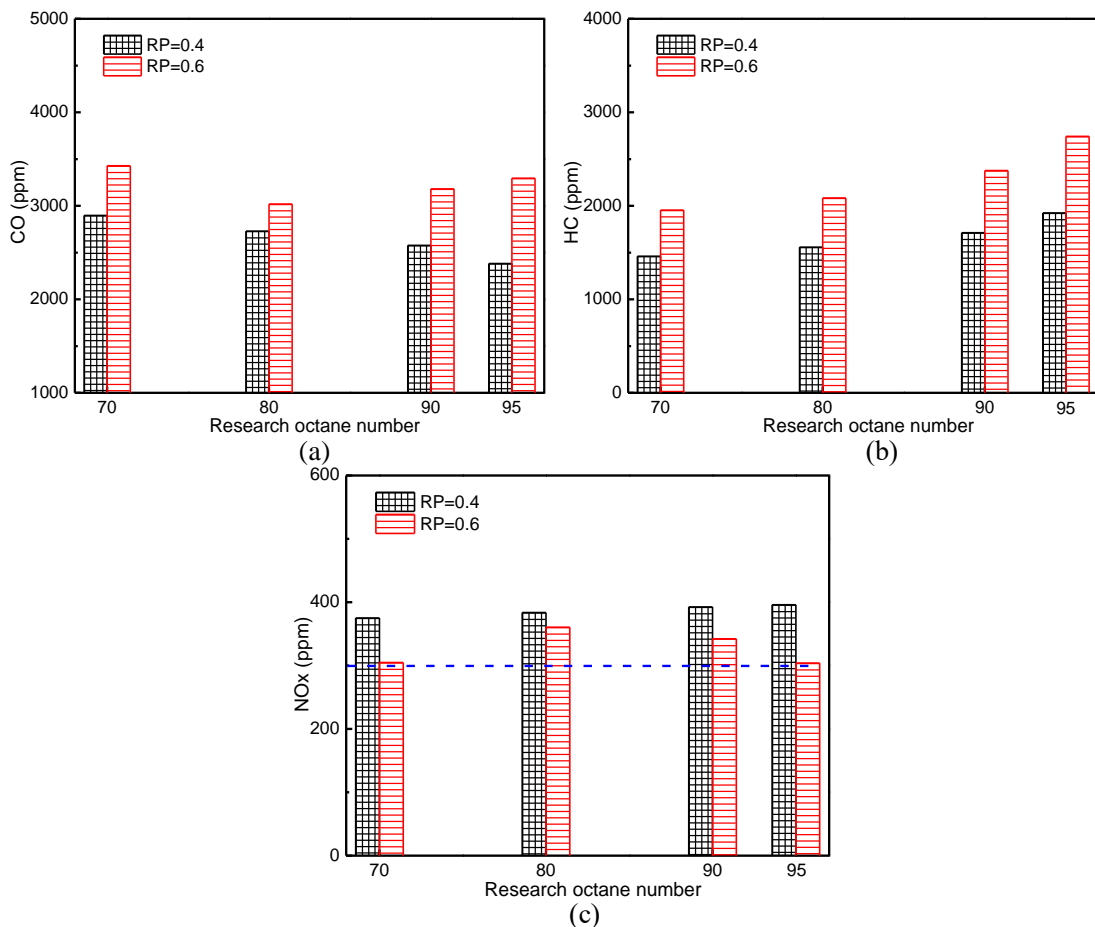 5000
4000
3000
2000
1000
CO (ppm)
RP=0.4
RP=0.6
70 80 90 95
Research octane number
(a)
4000
3000
2000
1000
0
HC (ppm)
RP=0.4
RP=0.6
70 80 90 95
Research octane number
(b)
600
400
200
0
NOx (ppm)
RP=0.4
RP=0.6
70 80 90 95
Research octane number
(c)